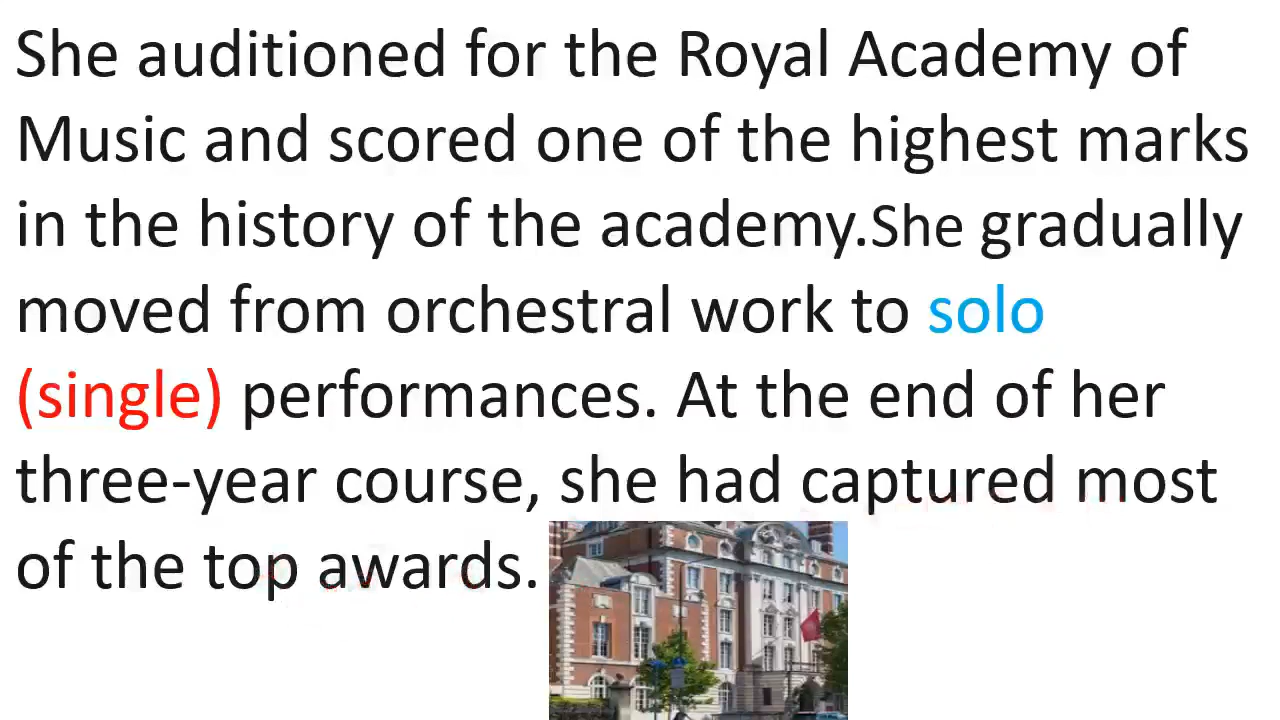 She auditioned for the Royal Academy of
Music and scored one of the highest marks
in the history of the academy.She gradually
moved from orchestral work to solo
(single) performances. At the end of her
three-year course, she had captured most
of the top awards.